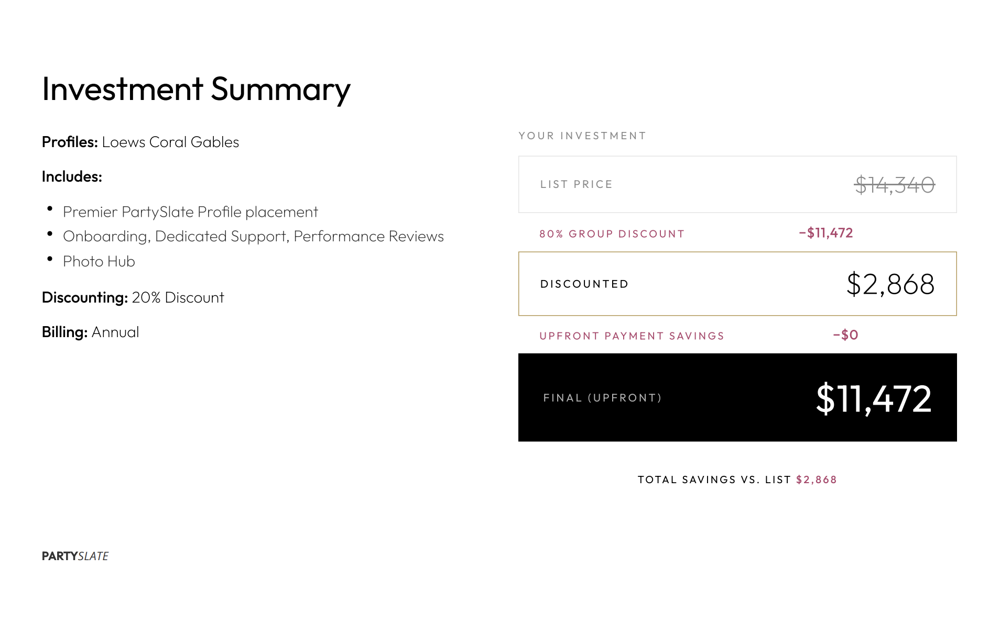 Investment Summary
Profiles: Loews Coral Gables
Includes:
• Premier PartySlate Profile placement
• Onboarding, Dedicated Support, Performance Reviews
• Photo Hub
Discounting: 20% Discount
Billing: Annual
YOUR INVESTMENT
LIST PRICE $14,340
80% GROUP DISCOUNT −$11,472
DISCOUNTED $2,868
UPFRONT PAYMENT SAVINGS −$0
FINAL (UPFRONT) $11,472
TOTAL SAVINGS VS. LIST $2,868
PARTYSLATE